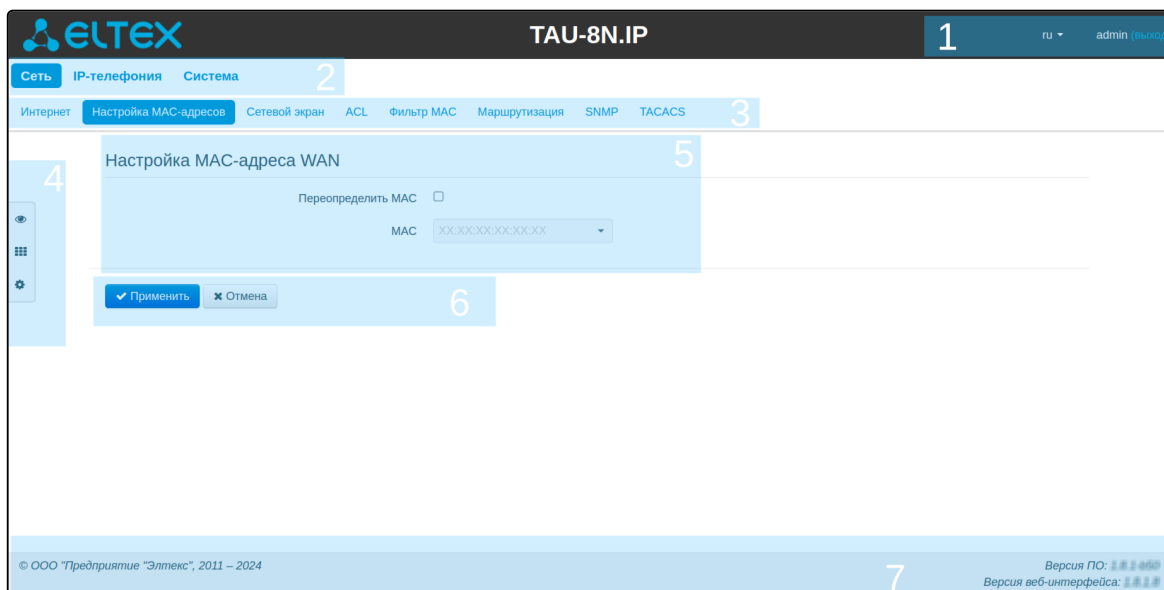 ELTEX
TAU-8N.IP
1
ru
admin (выход
Сеть IP-телефония Система 2
Интернет Настройка MAC-адресов Сетевой экран ACL Фильтр MAC Маршрутизация SNMP TACACS 3
4
Настройка MAC-адреса WAN 5
Переопределить MAC
MAC XX:XX:XX:XX:XX:XX
Применить Отмена 6
© ООО "Предприятие "Элтекс", 2011 – 2024
7
Версия ПО:
Версия веб-интерфейса: